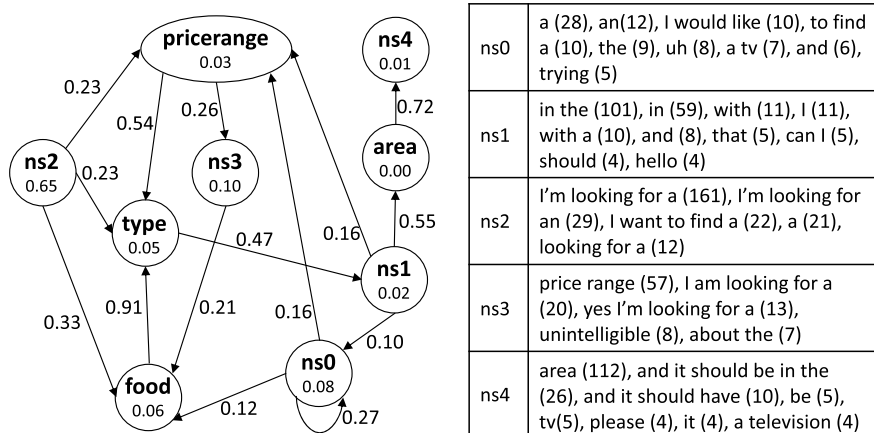 pricerange
0.03
ns4
0.01
0.23
0.54
0.26
0.72
ns2
0.65
ns3
0.10
area
0.00
0.23
type
0.05
0.47
0.16
0.55
ns1
0.02
0.33
0.91
0.21
0.16
0.10
food
0.06
ns0
0.08
0.12
0.27
ns0
a (28), an(12), I would like (10), to find
a (10), the (9), uh (8), a tv (7), and (6),
trying (5)
ns1
in the (101), in (59), with (11), I (11),
with a (10), and (8), that (5), can I (5),
should (4), hello (4)
ns2
I’m looking for a (161), I’m looking for
an (29), I want to find a (22), a (21),
looking for a (12)
ns3
price range (57), I am looking for a
(20), yes I’m looking for a (13),
unintelligible (8), about the (7)
ns4
area (112), and it should be in the
(26), and it should have (10), be (5),
tv(5), please (4), it (4), a television (4)